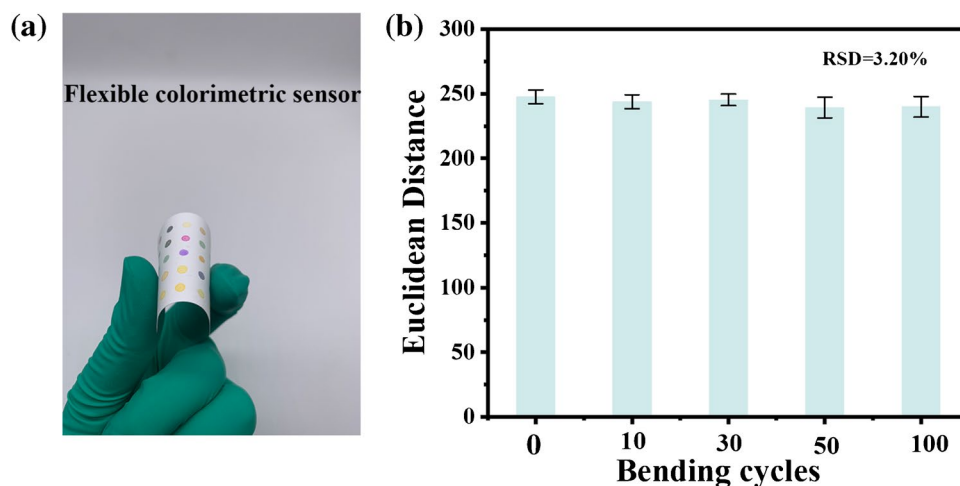 (a)
Flexible colorimetric sensor
(b)
300
250
200
150
100
50
0
Euclidean Distance
RSD=3.20%
0 10 30 50 100
Bending cycles